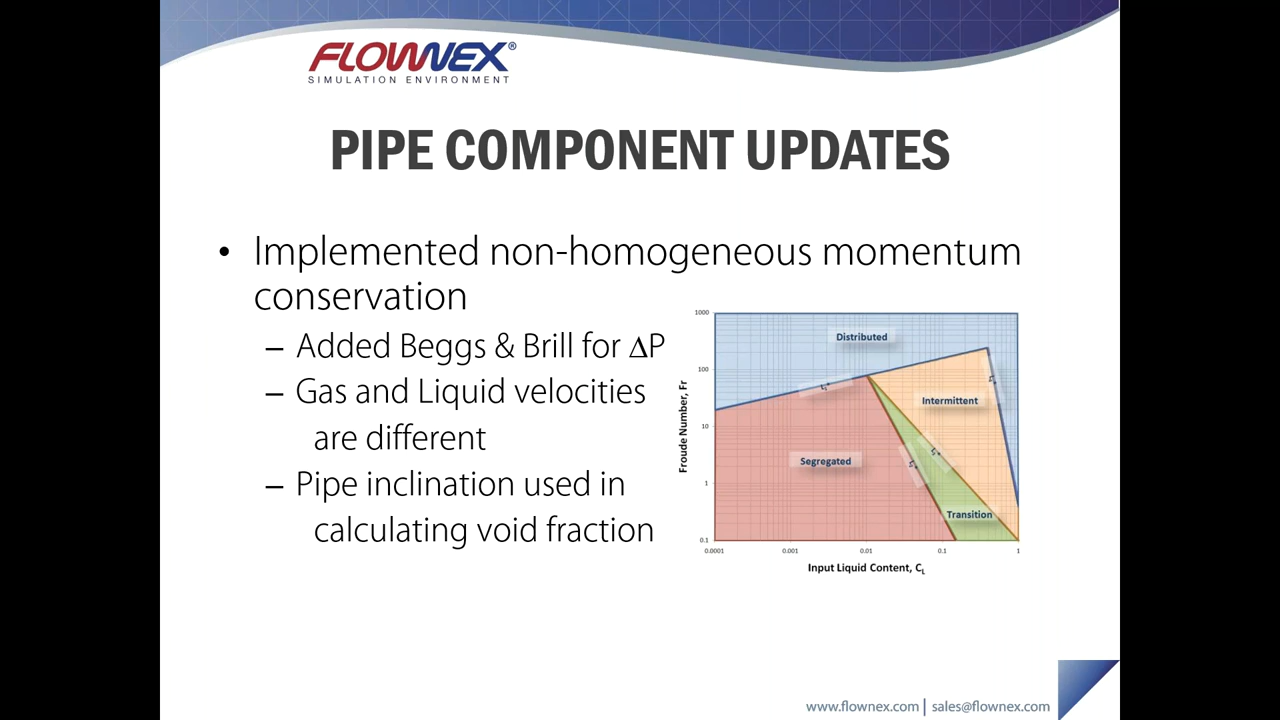 FLOWNEX®
SIMULATION ENVIRONMENT
PIPE COMPONENT UPDATES
• Implemented non-homogeneous momentum
conservation
– Added Beggs & Brill for ΔP
– Gas and Liquid velocities
are different
– Pipe inclination used in
calculating void fraction
1000
100
10
1
0.1
Froude Number, Fr
Distributed
Intermittent
Segregated
Transition
0.0001 0.001 0.01 0.1 1
Input Liquid Content, CL
www.flownex.com | sales@flownex.com